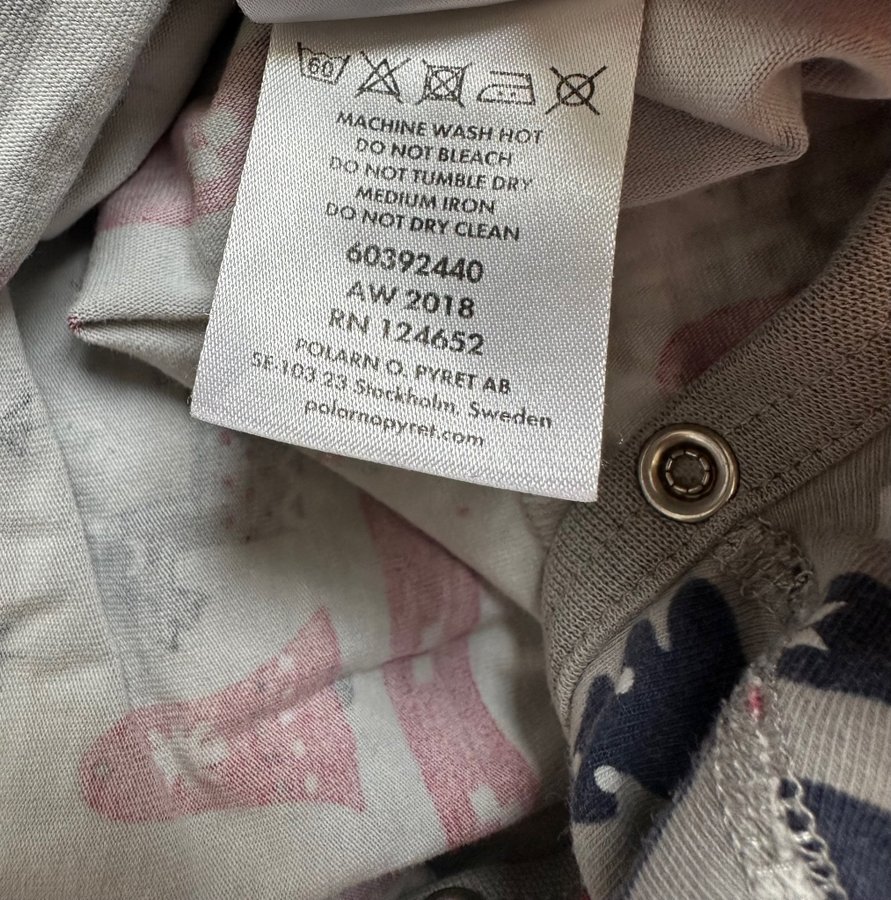 60
MACHINE WASH HOT
DO NOT BLEACH
DO NOT TUMBLE DRY
MEDIUM IRON
DO NOT DRY CLEAN
60392440
AW 2018
RN 124652
POLARN O. PYRET AB
SE-103 23 Stockholm, Sweden
polarnopyret.com